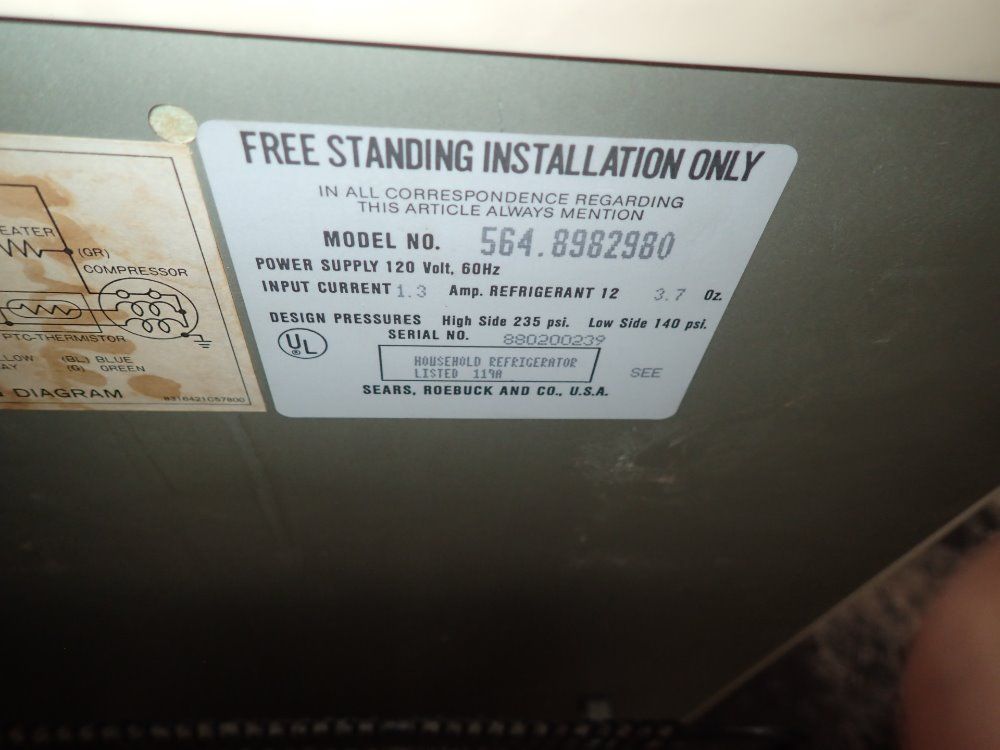 FREE STANDING INSTALLATION ONLY
IN ALL CORRESPONDENCE REGARDING
THIS ARTICLE ALWAYS MENTION
MODEL NO. 564.8982980
POWER SUPPLY 120 Volt, 60Hz
INPUT CURRENT 1.3 Amp. REFRIGERANT 12 3.7 Oz.
DESIGN PRESSURES High Side 235 psi. Low Side 140 psi.
SERIAL NO. 880200239
UL
HOUSEHOLD REFRIGERATOR
LISTED 119A
SEE
SEARS, ROEBUCK AND CO., U.S.A.
EATER
(GR)
COMPRESSOR
PTC-THERMISTOR
LLOW (BL) BLUE
AY (G) GREEN
DIAGRAM